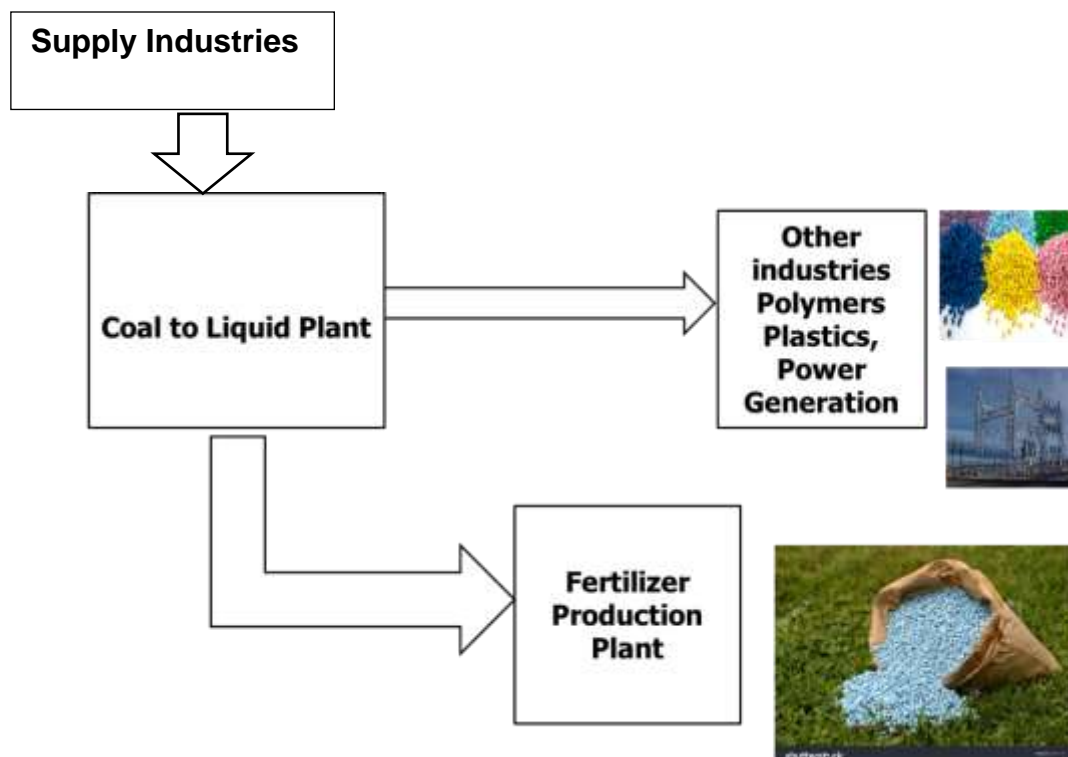 Supply Industries
Coal to Liquid Plant
Other
industries
Polymers
Plastics,
Power
Generation
Fertilizer
Production
Plant